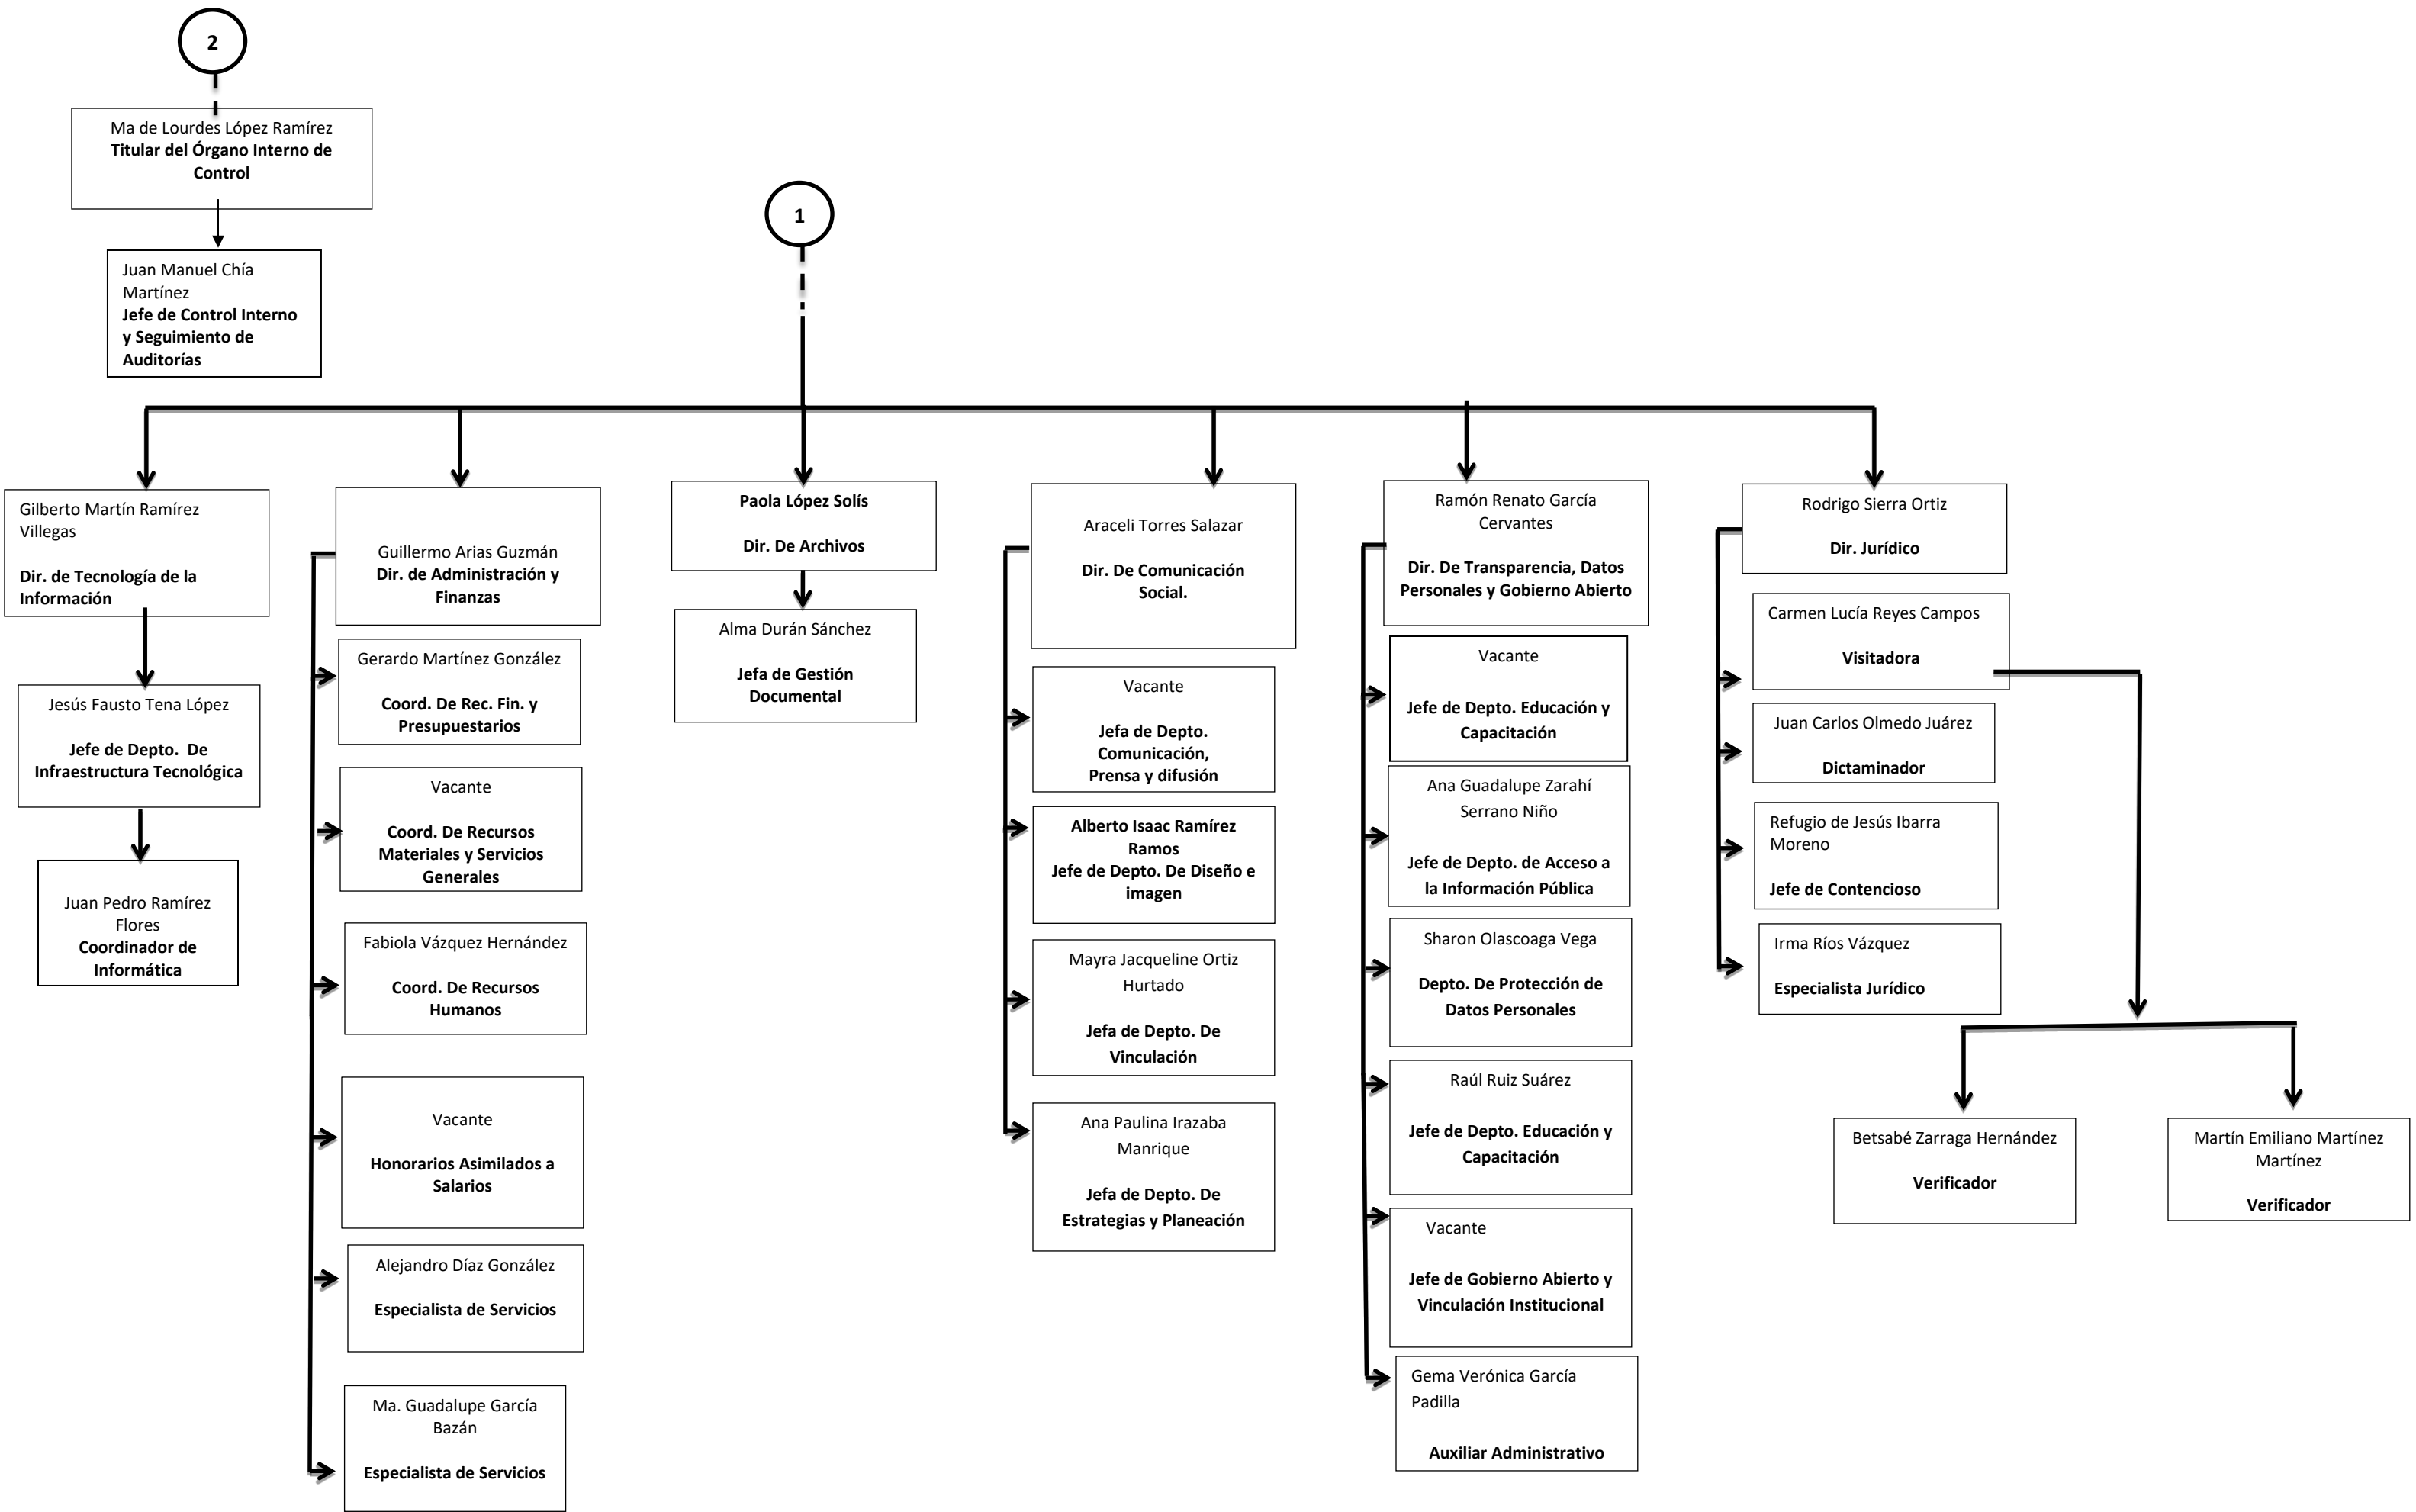 2
Ma de Lourdes López Ramírez
Titular del Órgano Interno de
Control
1
Juan Manuel Chía
Martínez
Jefe de Control Interno
y Seguimiento de
Auditorías
Gilberto Martín Ramírez
Villegas
Dir. de Tecnología de la
Información
Jesús Fausto Tena López
Jefe de Depto. De
Infraestructura Tecnológica
Juan Pedro Ramírez
Flores
Coordinador de
Informática
Guillermo Arias Guzmán
Dir. de Administración y
Finanzas
Gerardo Martínez González
Coord. De Rec. Fin. y
Presupuestarios
Vacante
Coord. De Recursos
Materiales y Servicios
Generales
Fabiola Vázquez Hernández
Coord. De Recursos
Humanos
Vacante
Honorarios Asimilados a
Salarios
Alejandro Díaz González
Especialista de Servicios
Ma. Guadalupe García
Bazán
Especialista de Servicios
Paola López Solís
Dir. De Archivos
Alma Durán Sánchez
Jefa de Gestión
Documental
Araceli Torres Salazar
Dir. De Comunicación
Social.
Vacante
Jefa de Depto.
Comunicación,
Prensa y difusión
Alberto Isaac Ramírez
Ramos
Jefe de Depto. De Diseño e
imagen
Mayra Jacqueline Ortiz
Hurtado
Jefa de Depto. De
Vinculación
Ana Paulina Irazaba
Manrique
Jefa de Depto. De
Estrategias y Planeación
Ramón Renato García
Cervantes
Dir. De Transparencia, Datos
Personales y Gobierno Abierto
Vacante
Jefe de Depto. Educación y
Capacitación
Ana Guadalupe Zarahí
Serrano Niño
Jefe de Depto. de Acceso a
la Información Pública
Sharon Olascoaga Vega
Depto. De Protección de
Datos Personales
Raúl Ruiz Suárez
Jefe de Depto. Educación y
Capacitación
Vacante
Jefe de Gobierno Abierto y
Vinculación Institucional
Gema Verónica García
Padilla
Auxiliar Administrativo
Rodrigo Sierra Ortiz
Dir. Jurídico
Carmen Lucía Reyes Campos
Visitadora
Juan Carlos Olmedo Juárez
Dictaminador
Refugio de Jesús Ibarra
Moreno
Jefe de Contencioso
Irma Ríos Vázquez
Especialista Jurídico
Betsabé Zarraga Hernández
Verificador
Martín Emiliano Martínez
Martínez
Verificador